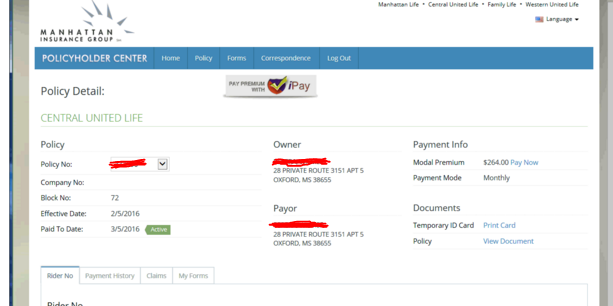 Manhattan Life • Central United Life • Family Life • Western United Life
MANHATTAN
INSURANCE GROUP
Language
POLICYHOLDER CENTER Home Policy Forms Correspondence Log Out
Policy Detail:
PAY PREMIUM
WITH iPay
CENTRAL UNITED LIFE
Policy
Policy No:
Company No:
Block No: 72
Effective Date: 2/5/2016
Paid To Date: 3/5/2016 Active
Owner
28 PRIVATE ROUTE 3151 APT 5
OXFORD, MS 38655
Payor
28 PRIVATE ROUTE 3151 APT 5
OXFORD, MS 38655
Payment Info
Modal Premium $264.00 Pay Now
Payment Mode Monthly
Documents
Temporary ID Card Print Card
Policy View Document
Rider No Payment History Claims My Forms
Rider No